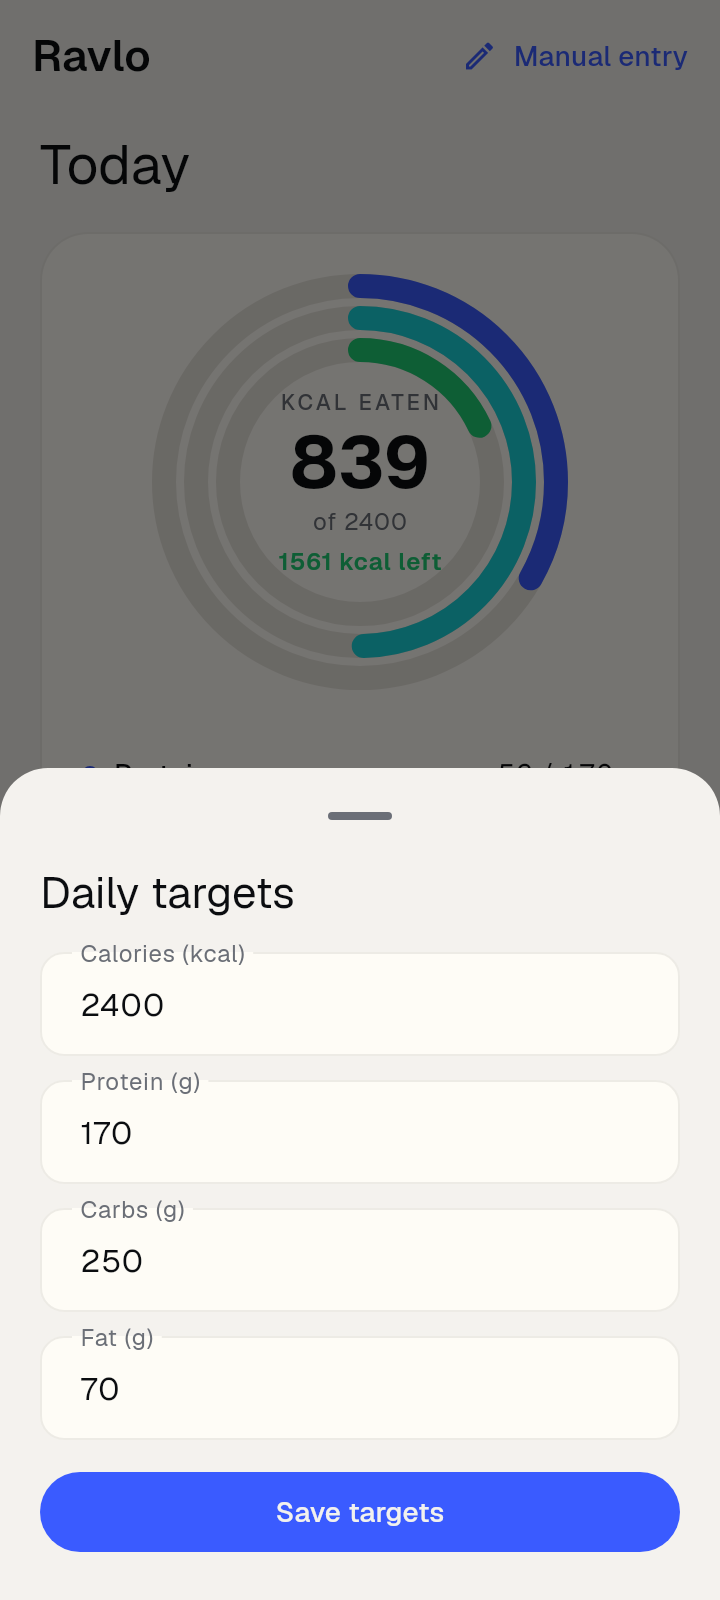 Ravlo
Manual entry
Today
KCAL EATEN
839
of 2400
1561 kcal left
Daily targets
Calories (kcal)
2400
Protein (g)
170
Carbs (g)
250
Fat (g)
70
Save targets